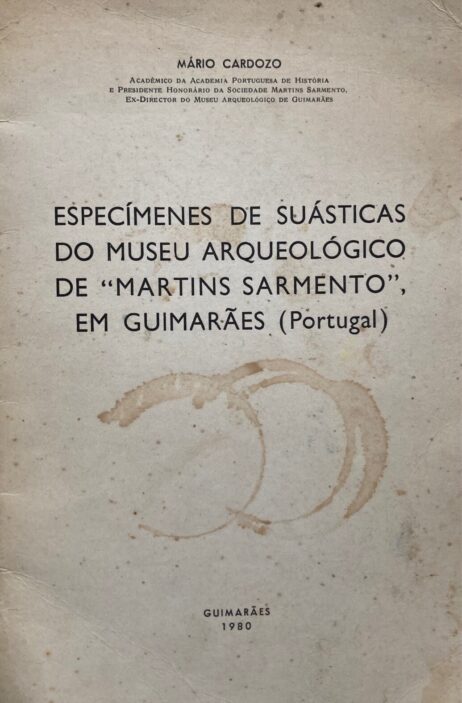 MÁRIO CARDOZO
ACADÉMICO DA ACADEMIA PORTUGUESA DE HISTÓRIA
E PRESIDENTE HONORÁRIO DA SOCIEDADE MARTINS SARMENTO,
EX-DIRECTOR DO MUSEU ARQUEOLÓGICO DE GUIMARÃES
ESPECÍMENES DE SUÁSTICAS
DO MUSEU ARQUEOLÓGICO
DE “MARTINS SARMENTO”,
EM GUIMARÃES (Portugal)
GUIMARÃES
1980